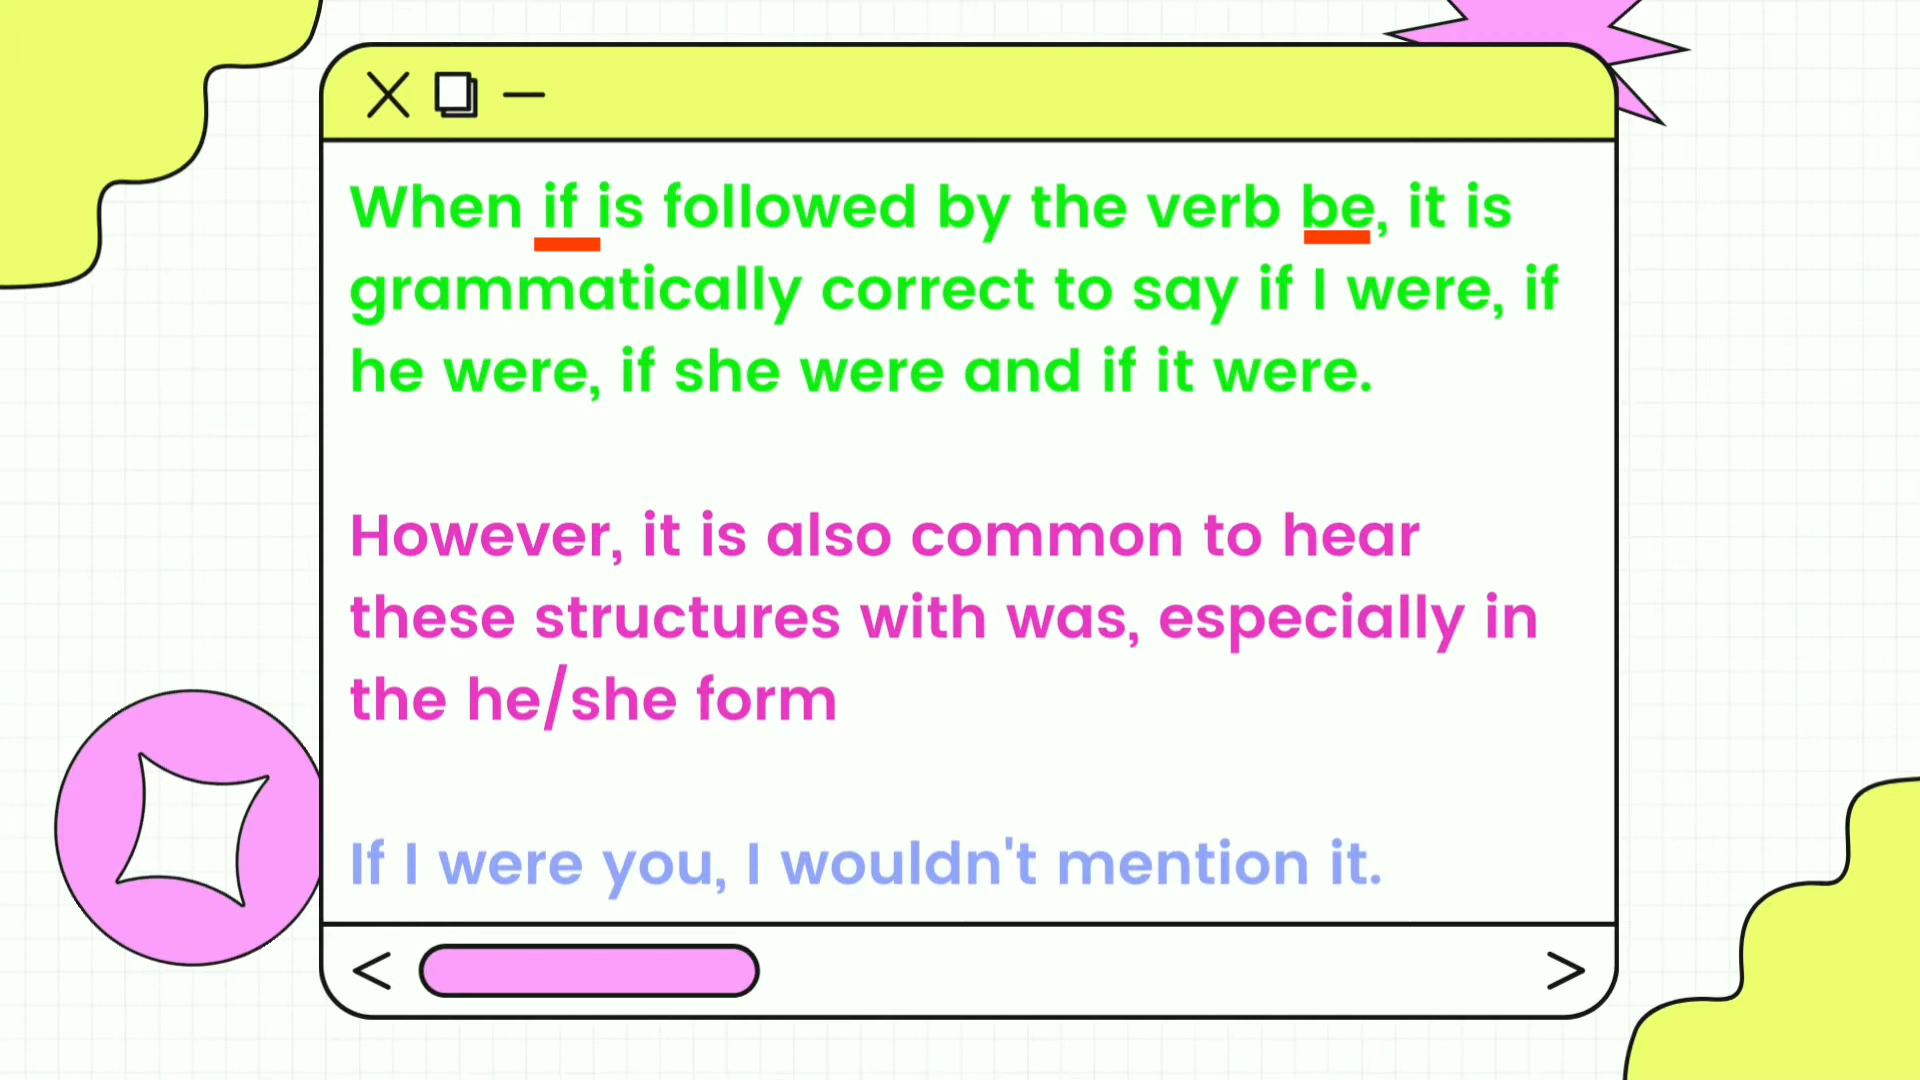 When if is followed by the verb be, it is
grammatically correct to say if I were, if
he were, if she were and if it were.
However, it is also common to hear
these structures with was, especially in
the he/she form
If I were you, I wouldn't mention it.